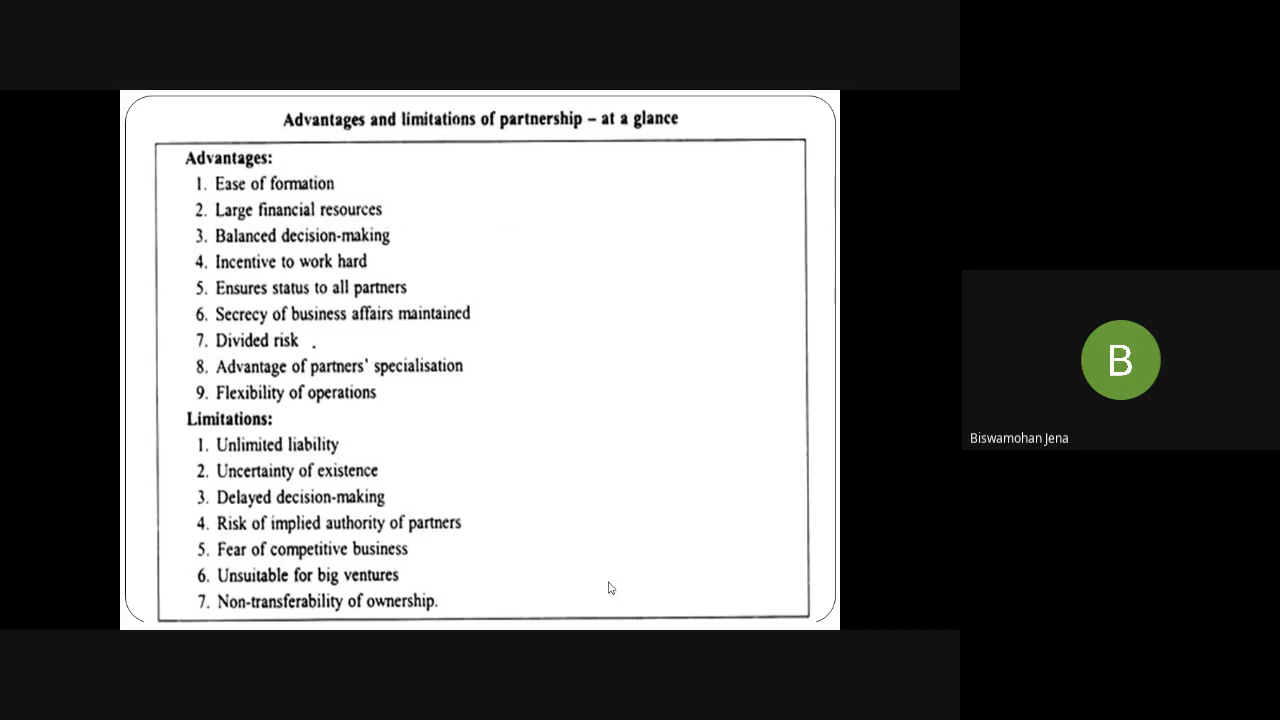 Advantages and limitations of partnership – at a glance
Advantages:
1. Ease of formation
2. Large financial resources
3. Balanced decision-making
4. Incentive to work hard
5. Ensures status to all partners
6. Secrecy of business affairs maintained
7. Divided risk .
8. Advantage of partners' specialisation
9. Flexibility of operations
Limitations:
1. Unlimited liability
2. Uncertainty of existence
3. Delayed decision-making
4. Risk of implied authority of partners
5. Fear of competitive business
6. Unsuitable for big ventures
7. Non-transferability of ownership.
B
Biswamohan Jena